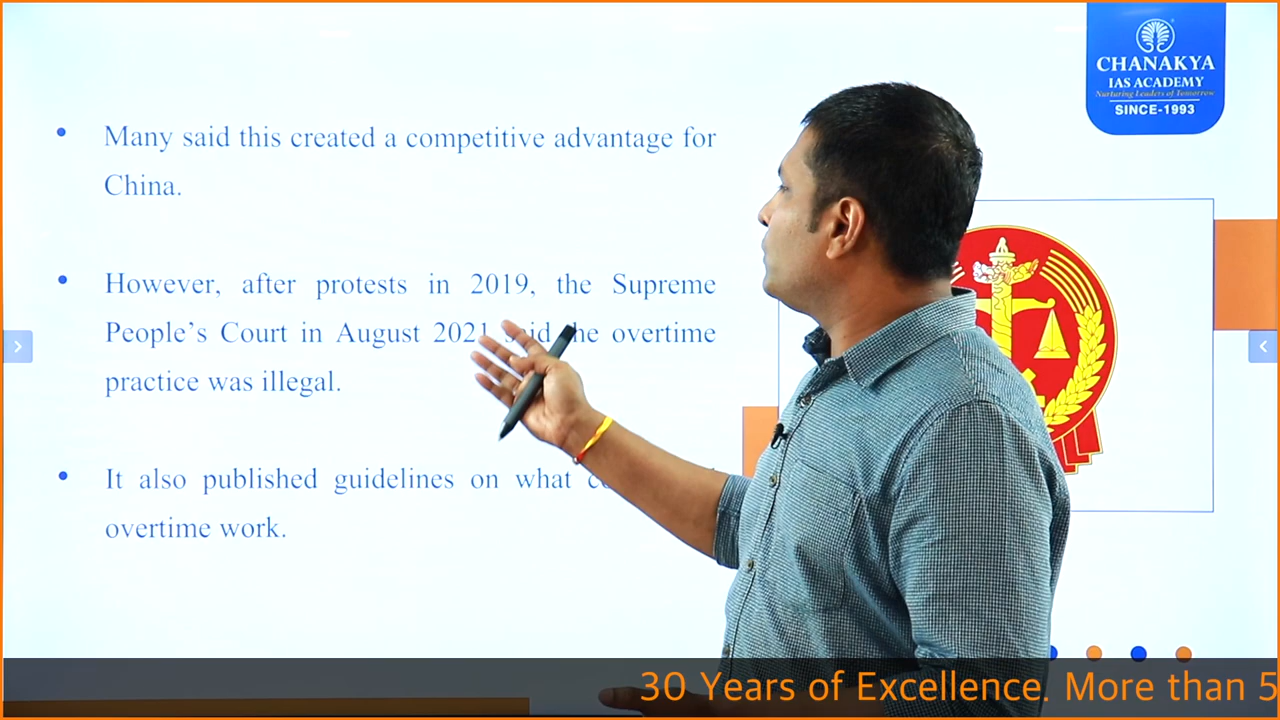 CHANAKYA
IAS ACADEMY
Nurturing Leaders of Tomorrow
SINCE-1993
Many said this created a competitive advantage for
China.
However, after protests in 2019, the Supreme
People's Court in August 2021 said the overtime
practice was illegal.
It also published guidelines on what
overtime work.
30 Years of Excellence. More than 5